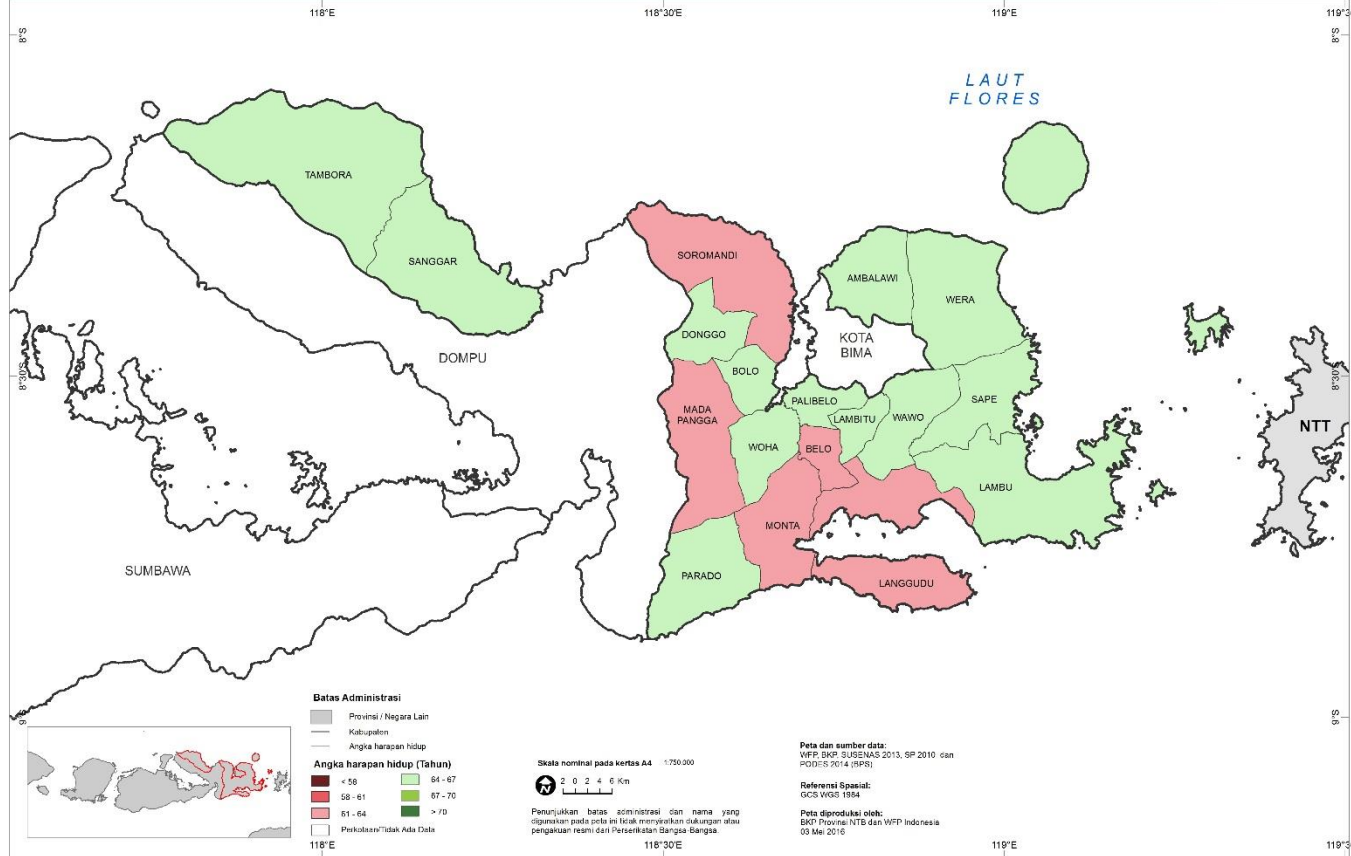 118°E
118°30'E
119°E
119°3
8°S
8°S
LAUT
FLORES
TAMBORA
SANGGAR
SOROMANDI
AMBALAWI
WERA
DONGGO
KOTA
BIMA
DOMPU
BOLO
8°30'S
8°30'S
PALIBELO
SAPE
MADA
PANGGA
LAMBITU
WAWO
NTT
WOHA
BELO
LAMBU
MONTA
SUMBAWA
PARADO
LANGGUDU
9°S
9°S
Batas Administrasi
Provinsi / Negara Lain
Kabupaten
Angka harapan hidup
Angka harapan hidup (Tahun)
< 58
58 - 61
61 - 64
64 - 67
67 - 70
> 70
Perkotaan/Tidak Ada Data
Skala nominal pada kertas A4 1:750.000
2 0 2 4 6 Km
Penunjukkan batas administrasi dan nama yang
digunakan pada peta ini tidak menyiratkan dukungan atau
pengakuan resmi dari Perserikatan Bangsa-Bangsa.
Peta dan sumber data:
WFP, BKP, SUSENAS 2013, SP 2010 dan
PODES 2014 (BPS)
Referensi Spasial:
GCS WGS 1984
Peta diproduksi oleh:
BKP Provinsi NTB dan WFP Indonesia
03 Mei 2016
118°E
118°30'E
119°E
119°3